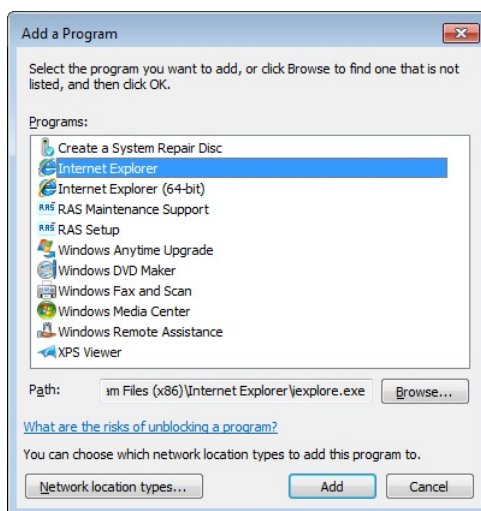 Add a Program
Select the program you want to add, or click Browse to find one that is not
listed, and then click OK.
Programs:
Create a System Repair Disc
Internet Explorer
Internet Explorer (64-bit)
RAS RAS Maintenance Support
RAS RAS Setup
Windows Anytime Upgrade
Windows DVD Maker
Windows Fax and Scan
Windows Media Center
Windows Remote Assistance
XPS Viewer
Path: am Files (x86)\Internet Explorer\iexplore.exe Browse...
What are the risks of unblocking a program?
You can choose which network location types to add this program to.
Network location types... Add Cancel